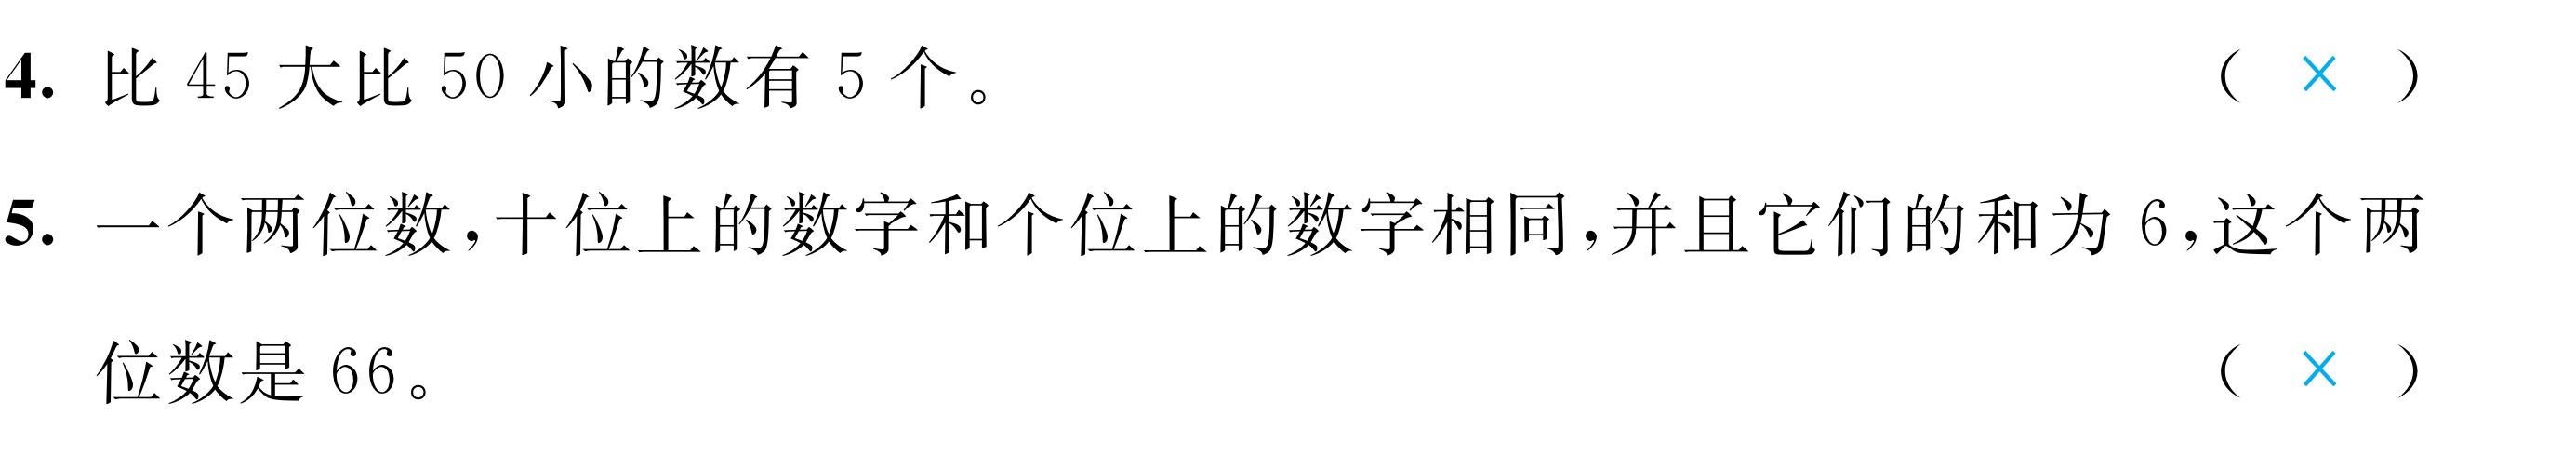 4. 比 45 大比 50 小的数有 5 个。 ( × )
5. 一个两位数,十位上的数字和个位上的数字相同,并且它们的和为 6,这个两
位数是 66。 ( × )